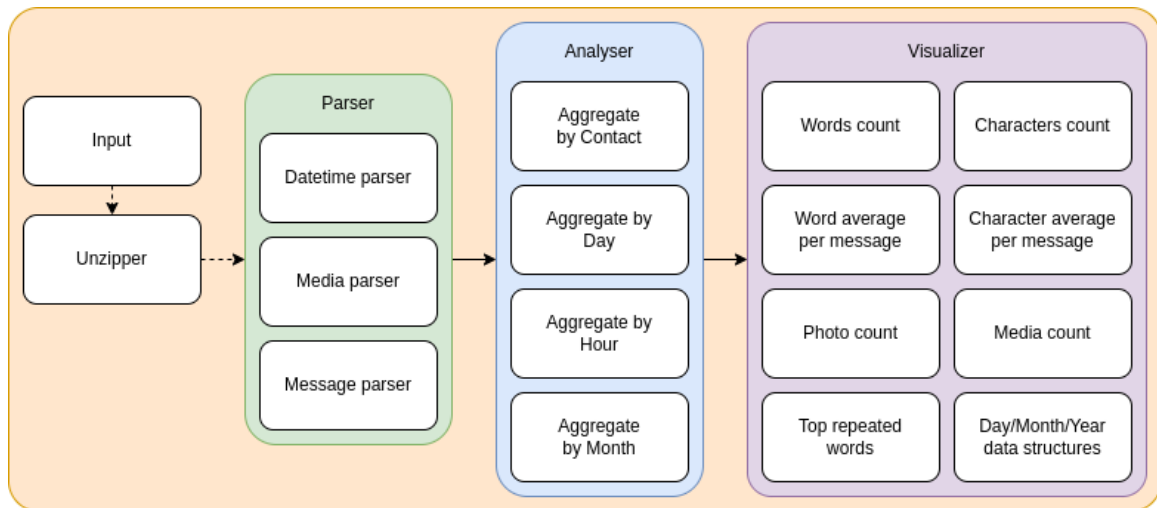 Input
Unzipper
Parser
Datetime parser
Media parser
Message parser
Analyser
Aggregate
by Contact
Aggregate by
Day
Aggregate by
Hour
Aggregate
by Month
Visualizer
Words count
Characters count
Word average
per message
Character average
per message
Photo count
Media count
Top repeated
words
Day/Month/Year
data structures